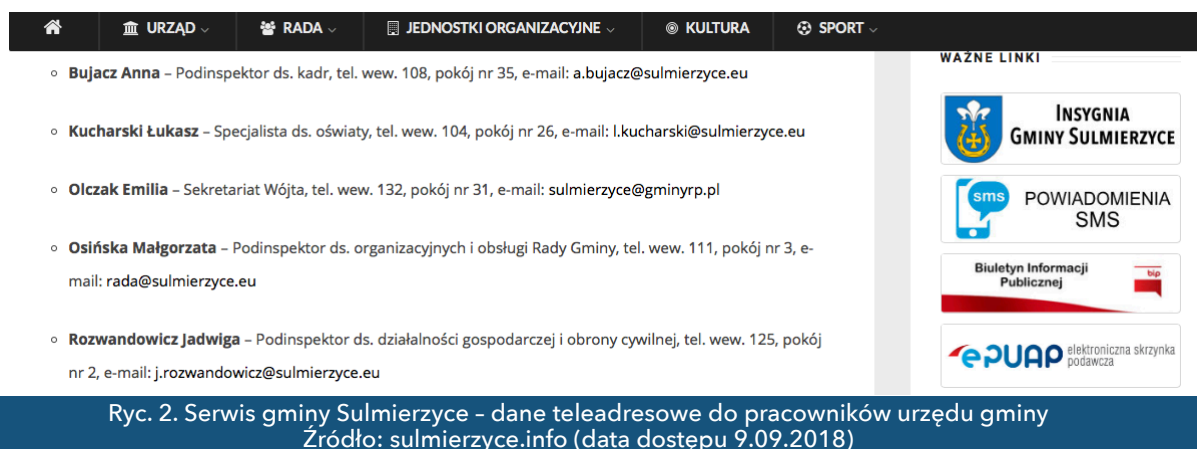 URZĄD
RADA
JEDNOSTKI ORGANIZACYJNE
KULTURA
SPORT
Bujacz Anna – Podinspektor ds. kadr, tel. wew. 108, pokój nr 35, e-mail: a.bujacz@sulmierzyce.eu
Kucharski Łukasz – Specjalista ds. oświaty, tel. wew. 104, pokój nr 26, e-mail: l.kucharski@sulmierzyce.eu
Olczak Emilia – Sekretariat Wójta, tel. wew. 132, pokój nr 31, e-mail: sulmierzyce@gminyrp.pl
Osińska Małgorzata – Podinspektor ds. organizacyjnych i obsługi Rady Gminy, tel. wew. 111, pokój nr 3, e-
mail: rada@sulmierzyce.eu
Rozwandowicz Jadwiga – Podinspektor ds. działalności gospodarczej i obrony cywilnej, tel. wew. 125, pokój
nr 2, e-mail: j.rozwandowicz@sulmierzyce.eu
WAŻNE LINKI
INSYGNIA
GMINY SULMIERZYCE
sms
POWIADOMIENIA
SMS
Biuletyn Informacji
Publicznej
bip
ePUAP
elektroniczna skrzynka
podawcza
Ryc. 2. Serwis gminy Sulmierzyce – dane teleadresowe do pracowników urzędu gminy
Źródło: sulmierzyce.info (data dostępu 9.09.2018)